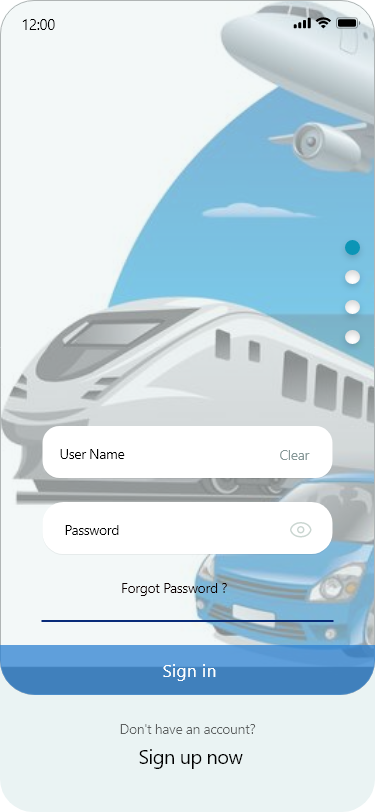 12:00
User Name
Clear
Password
Forgot Password ?
Sign in
Don't have an account?
Sign up now